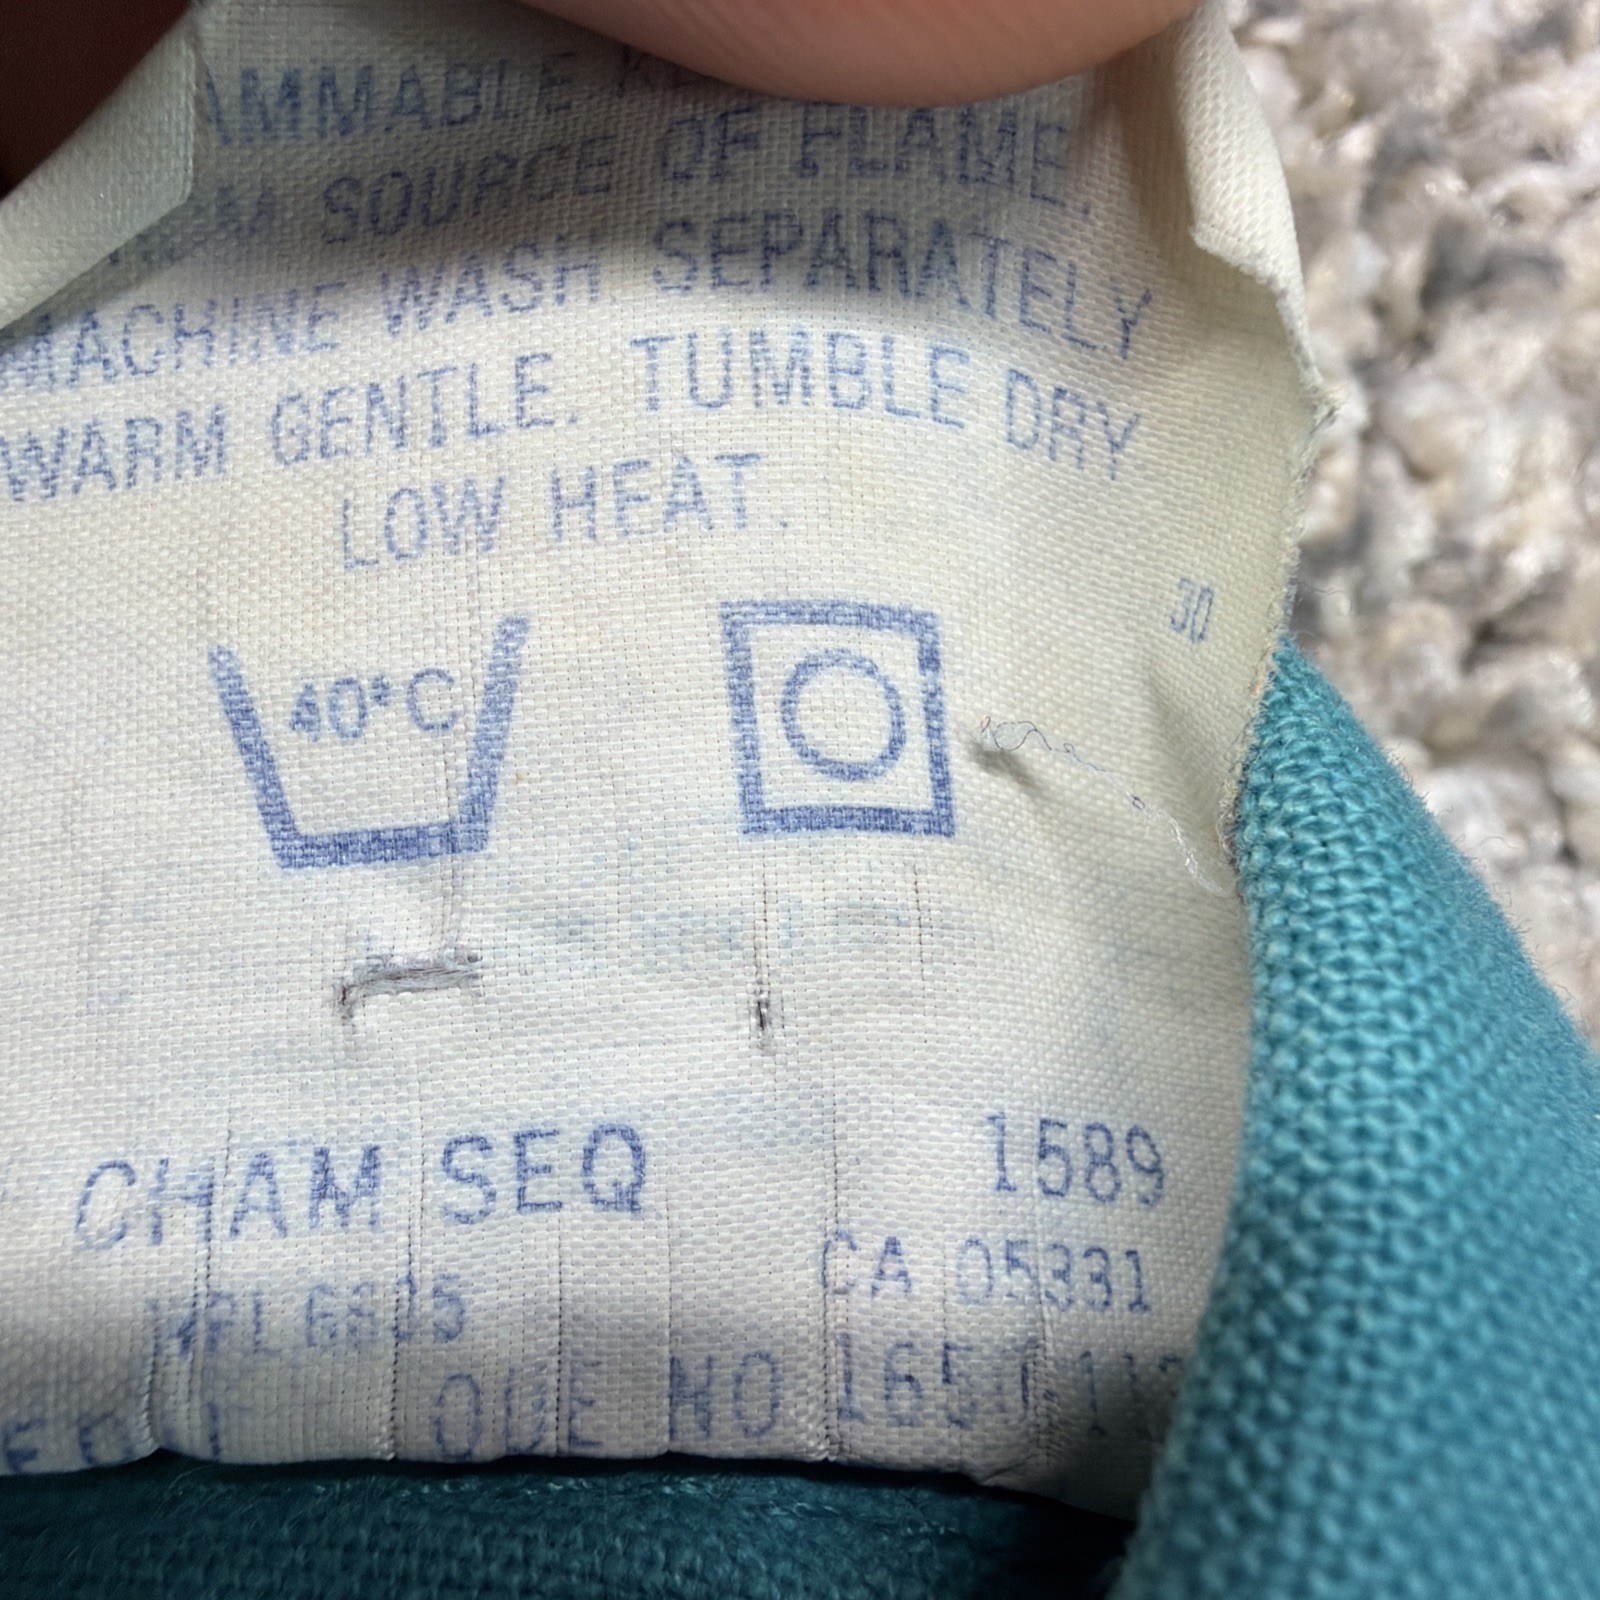 SOURCE OF FLAME.
MACHINE WASH SEPARATELY
WARM GENTLE. TUMBLE DRY
LOW HEAT.
30
40°C
CHAM SEQ 1589
CA 05331
NO